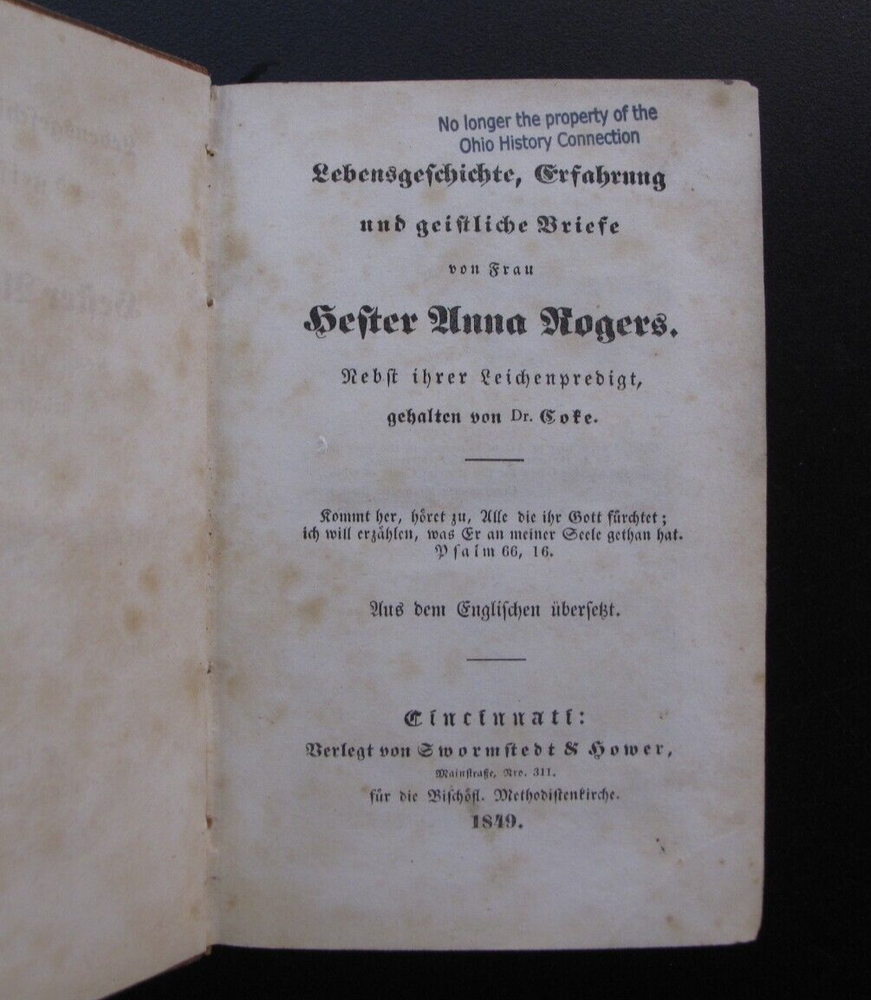 No longer the property of the
Ohio History Connection
Lebensgeschichte, Erfahrung
und geistliche Briefe
von Frau
Hester Anna Rogers.
Nebst ihrer Leichenpredigt,
gehalten von Dr. Coke.
Kommt her, höret zu, Alle die ihr Gott fürchtet;
ich will erzählen, was Er an meiner Seele gethan hat.
Psalm 66, 16.
Aus dem Englischen übersetzt.
Cincinnati:
Verlegt von Swormstedt & Power,
Mainstraße, Nro. 311.
für die Bischöfl. Methodistenkirche.
1849.